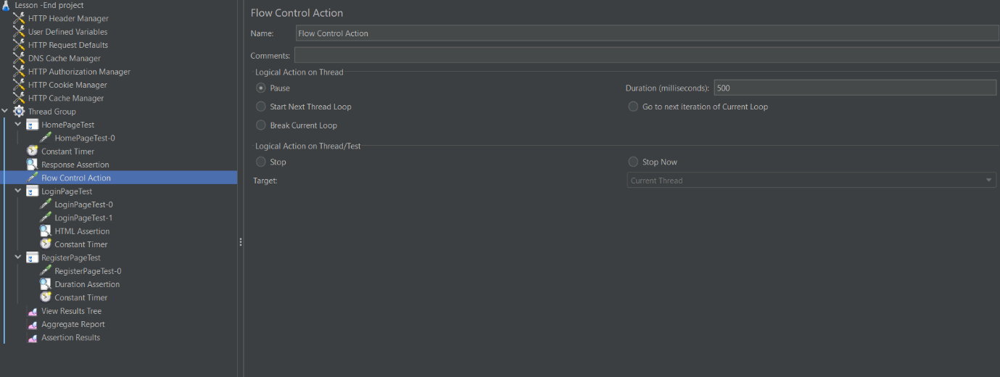 Lesson -End project
HTTP Header Manager
User Defined Variables
HTTP Request Defaults
DNS Cache Manager
HTTP Authorization Manager
HTTP Cookie Manager
HTTP Cache Manager
Thread Group
HomePageTest
HomePageTest-0
Constant Timer
Response Assertion
Flow Control Action
LoginPageTest
LoginPageTest-0
LoginPageTest-1
HTML Assertion
Constant Timer
RegisterPageTest
RegisterPageTest-0
Duration Assertion
Constant Timer
View Results Tree
Aggregate Report
Assertion Results
Flow Control Action
Name: Flow Control Action
Comments:
Logical Action on Thread
Pause Duration (milliseconds): 500
Start Next Thread Loop Go to next iteration of Current Loop
Break Current Loop
Logical Action on Thread/Test
Stop Stop Now
Target: Current Thread